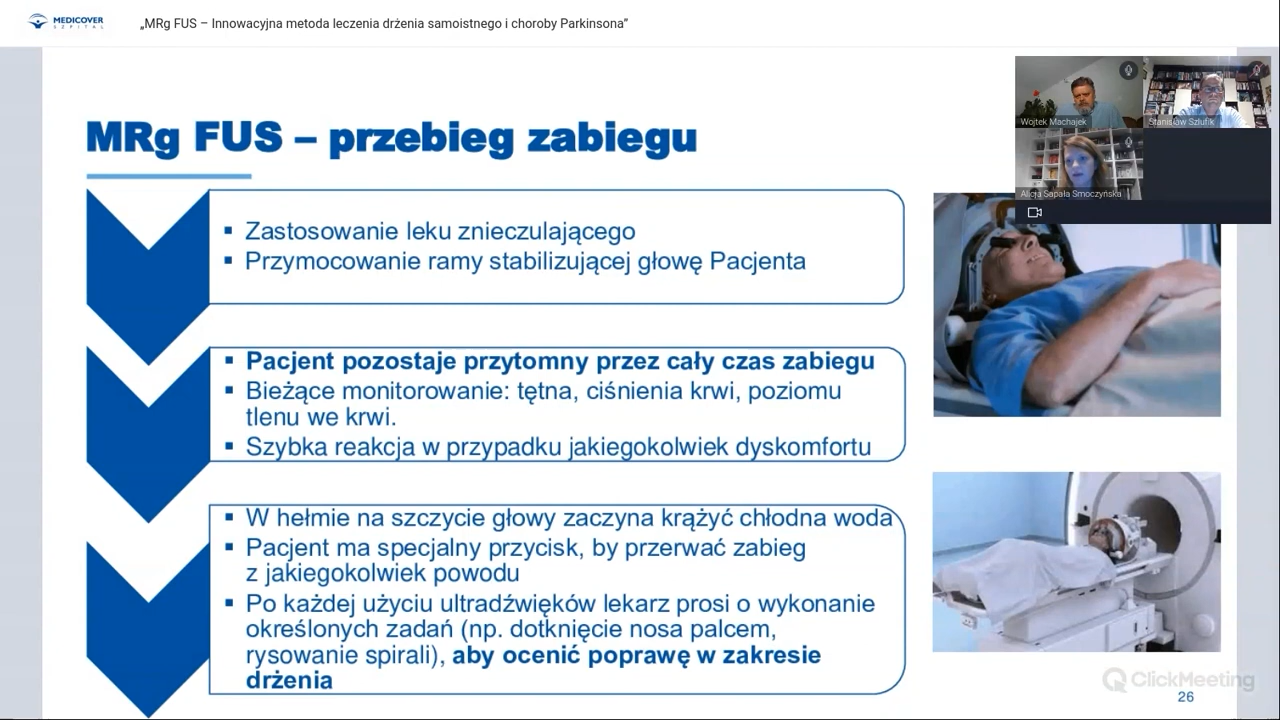 MEDICOVER
SZPITAL
„MRg FUS – Innowacyjna metoda leczenia drżenia samoistnego i choroby Parkinsona”
Wojtek Machajek
Stanisław Szlufik
Alicja Sapała Smoczyńska
MRg FUS – przebieg zabiegu
Zastosowanie leku znieczulającego
Przymocowanie ramy stabilizującej głowę Pacjenta
Pacjent pozostaje przytomny przez cały czas zabiegu
Bieżące monitorowanie: tętna, ciśnienia krwi, poziomu
tlenu we krwi.
Szybka reakcja w przypadku jakiegokolwiek dyskomfortu
W hełmie na szczycie głowy zaczyna krążyć chłodna woda
Pacjent ma specjalny przycisk, by przerwać zabieg
z jakiegokolwiek powodu
Po każdej użyciu ultradźwięków lekarz prosi o wykonanie
określonych zadań (np. dotknięcie nosa palcem,
rysowanie spirali), aby ocenić poprawę w zakresie
drżenia
ClickMeeting
26